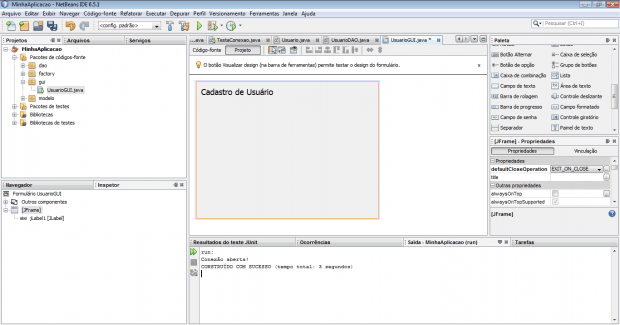 MinhaAplicacao - NetBeans IDE 6.5.1
Arquivo Editar Exibir Navegar Código-fonte Refatorar Executar Depurar Perfil Versionamento Ferramentas Janela Ajuda
<config. padrão>
Pesquisar (Ctrl+I)
Projetos
Arquivos
Serviços
MinhaAplicacao
Pacotes de códigos-fonte
dao
factory
gui
UsuarioGUI.java
modelo
Pacotes de testes
Bibliotecas
Bibliotecas de testes
Navegador
Inspetor
Formulário UsuarioGUI
Outros componentes
[JFrame]
jLabel1 [JLabel]
...ave TestaConexao.java Usuario.java UsuarioDAO.java UsuarioGUI.java *
Código-fonte Projeto
O botão Visualizar design (na barra de ferramentas) permite testar o design do formulário.
Cadastro de Usuário
Resultados do teste JUnit Ocorrências Saída - MinhaAplicacao (run) Tarefas
run:
Conexão aberta!
CONSTRUÍDO COM SUCESSO (tempo total: 3 segundos)
Paleta
Botão Alternar Caixa de seleção
Botão de opção Grupo de botões
Caixa de combinação Lista
Campo de texto Área de texto
Barra de rolagem Controle deslizante
Barra de progresso Campo formatado
Campo de senha Controle giratório
Separador Painel de texto
[JFrame] - Propriedades
Propriedades Vinculação
Propriedades
defaultCloseOperation EXIT_ON_CLOSE
title
Outras propriedades
alwaysOnTop
alwaysOnTopSupported
[JFrame]